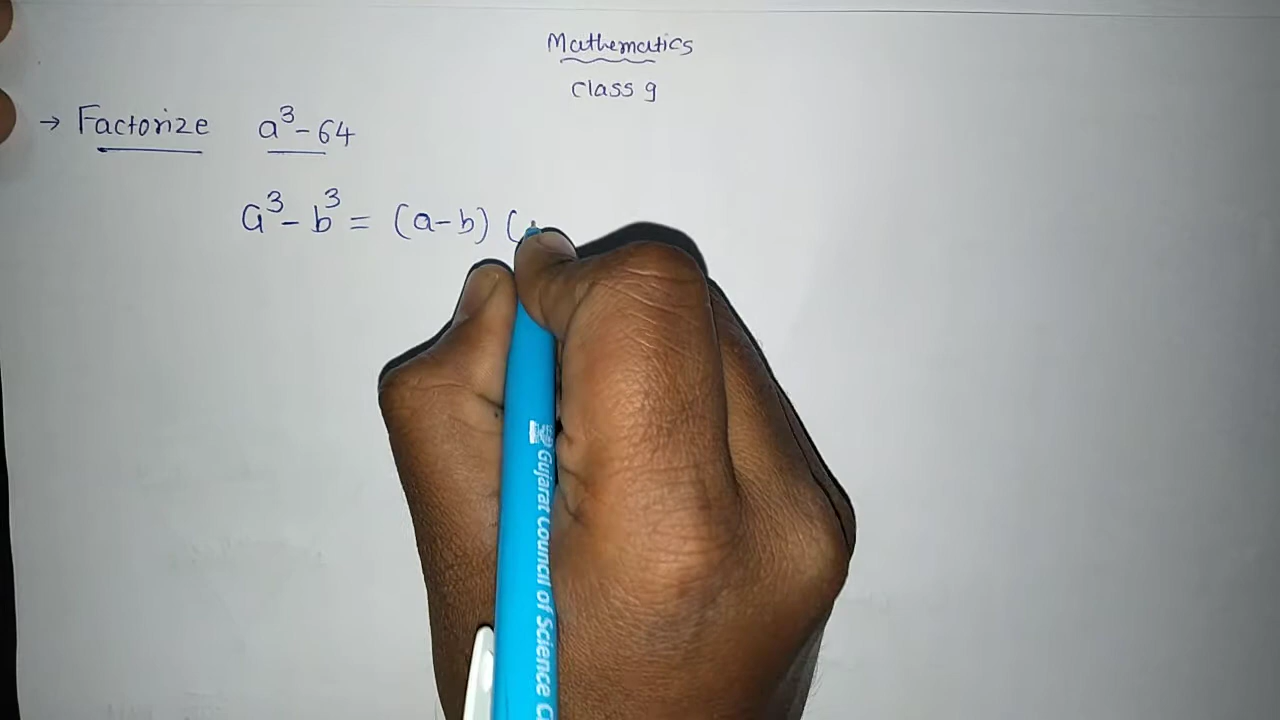 Mathematics
Class 9
→ Factorize a³ - 64
a³ - b³ = (a-b) (
Gujarat Council of Science